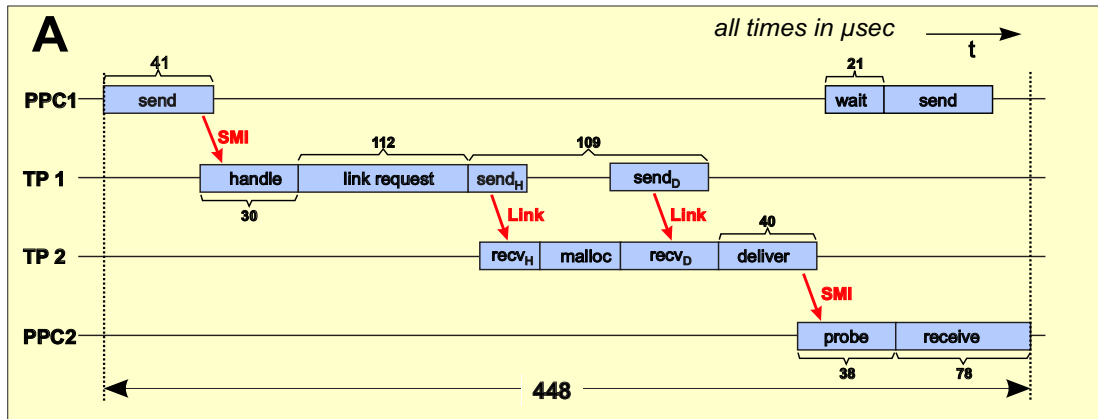 A
all times in µsec
t
41
21
PPC1
send
wait
send
SMI
112
109
TP 1
handle
link request
sendH
sendD
30
Link
Link
40
TP 2
recvH
malloc
recvD
deliver
SMI
PPC2
probe
receive
38
78
448